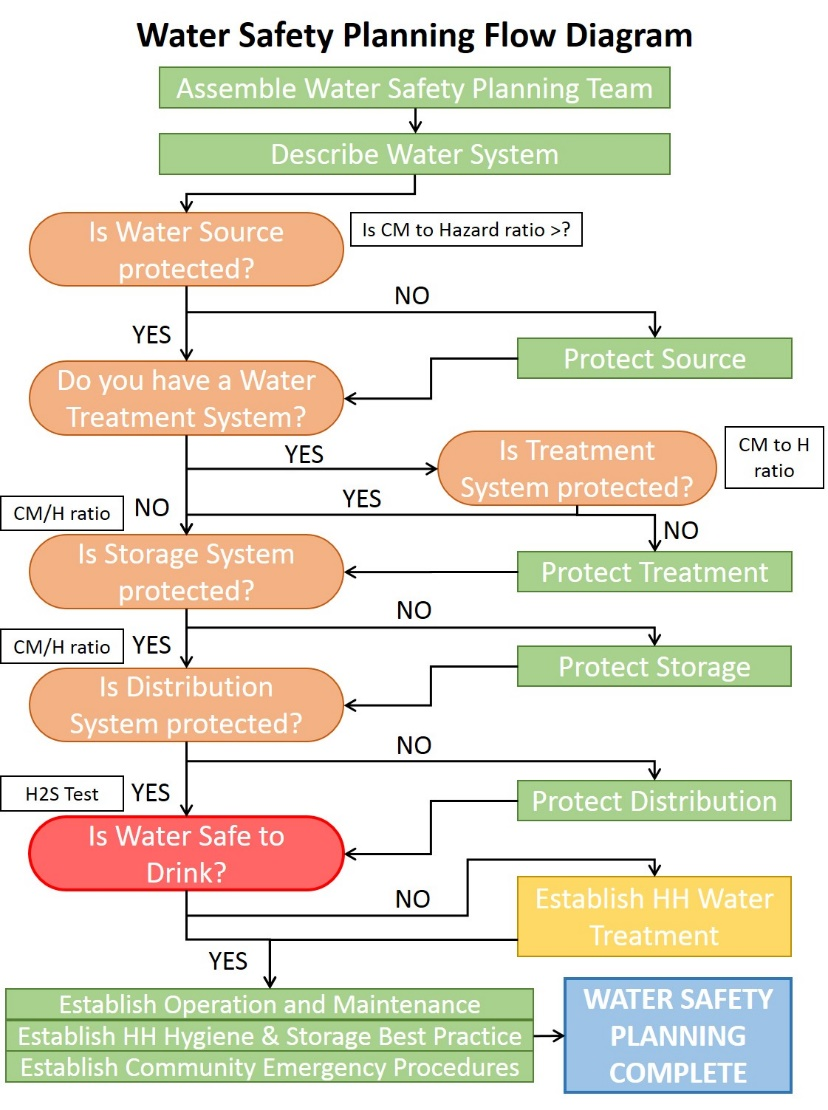 Water Safety Planning Flow Diagram
Assemble Water Safety Planning Team
Describe Water System
Is Water Source
protected?
Is CM to Hazard ratio >?
NO
YES
Protect Source
Do you have a Water
Treatment System?
YES
Is Treatment
System protected?
CM to H
ratio
YES
CM/H ratio
NO
NO
Is Storage System
protected?
Protect Treatment
NO
CM/H ratio
YES
Protect Storage
Is Distribution
System protected?
NO
H2S Test
YES
Protect Distribution
Is Water Safe to
Drink?
NO
Establish HH Water
Treatment
YES
Establish Operation and Maintenance
Establish HH Hygiene & Storage Best Practice
Establish Community Emergency Procedures
WATER SAFETY
PLANNING
COMPLETE